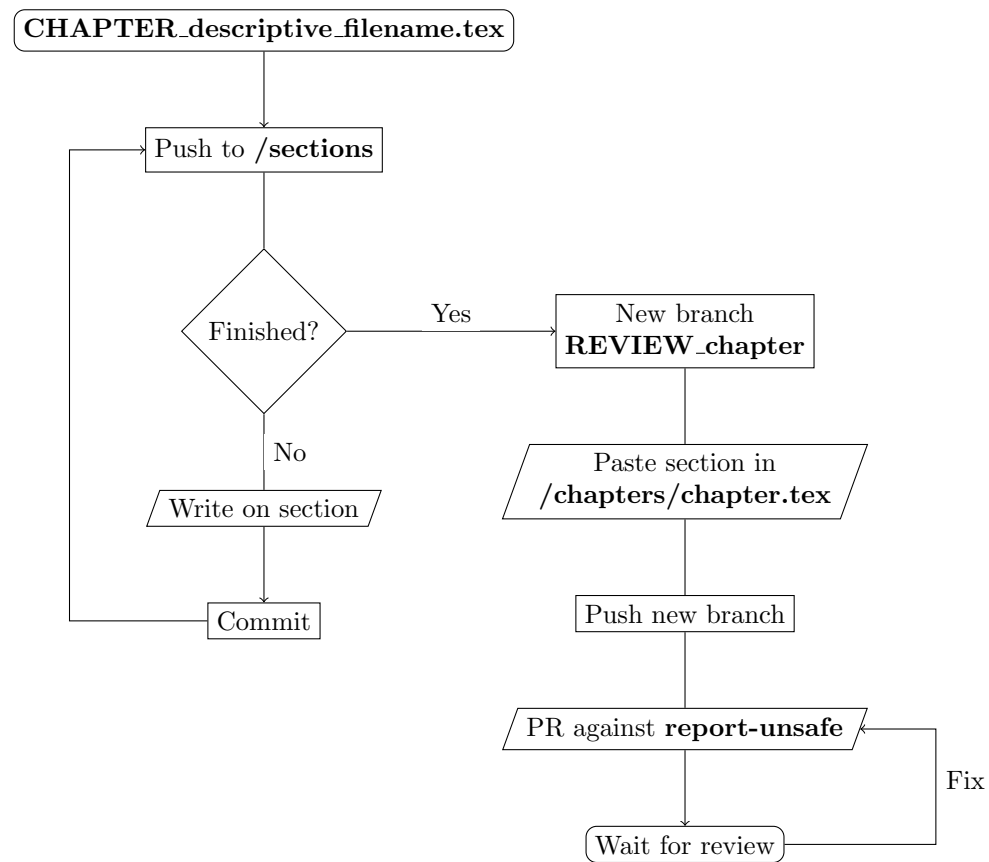 CHAPTER_descriptive_filename.tex
Push to /sections
Finished?
Yes
New branch
REVIEW_chapter
No
Paste section in
/chapters/chapter.tex
Write on section
Push new branch
Commit
PR against report-unsafe
Fix
Wait for review